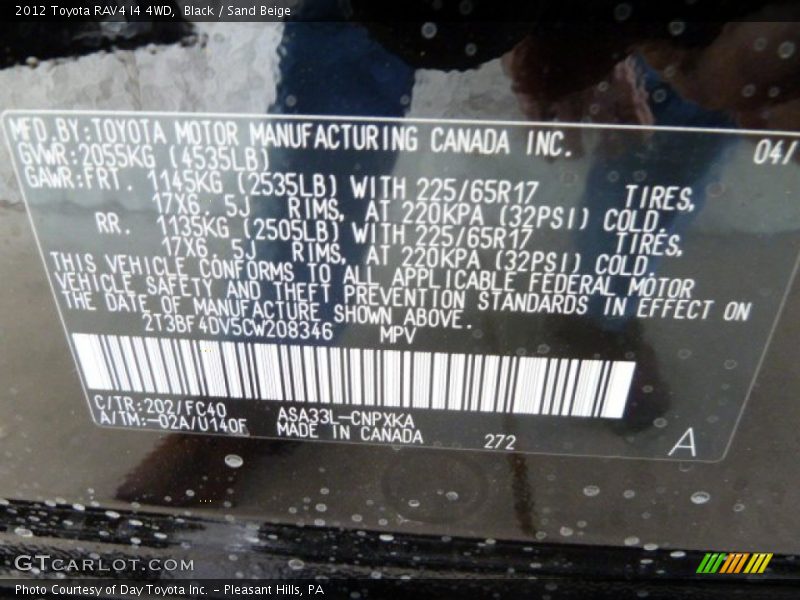 2012 Toyota RAV4 I4 4WD, Black / Sand Beige
MFD.BY:TOYOTA MOTOR MANUFACTURING CANADA INC. 04/
GVWR:2055KG (4535LB)
GAWR:FRT. 1145KG (2535LB) WITH 225/65R17 TIRES,
17X6.5J RIMS, AT 220KPA (32PSI) COLD.
RR. 1135KG (2505LB) WITH 225/65R17 TIRES,
17X6.5J RIMS, AT 220KPA (32PSI) COLD.
THIS VEHICLE CONFORMS TO ALL APPLICABLE FEDERAL MOTOR
VEHICLE SAFETY AND THEFT PREVENTION STANDARDS IN EFFECT ON
THE DATE OF MANUFACTURE SHOWN ABOVE.
2T3BF4DV5CW208346 MPV
C/TR:202/FC40 ASA33L-CNPXKA
A/TM:-02A/U140F MADE IN CANADA 272 A
GTCARLOT.COM
Photo Courtesy of Day Toyota Inc. - Pleasant Hills, PA